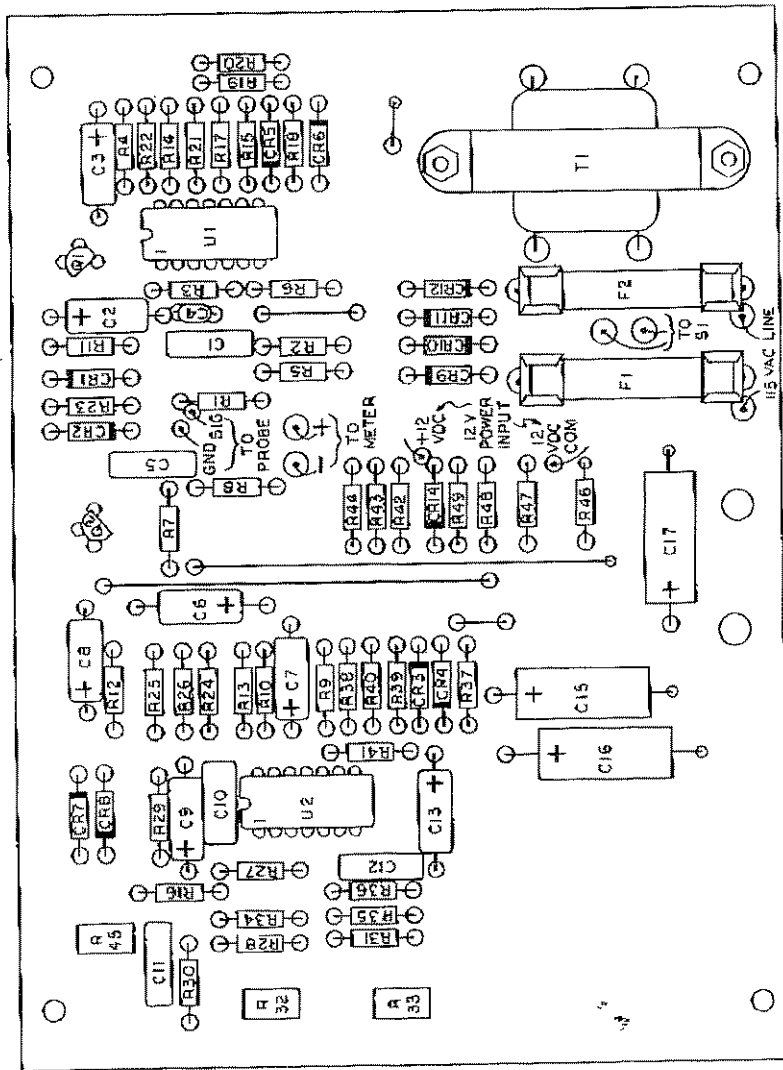 R20
R19
C3 +
R4
R22
R14
R21
R17
R15
CR5
R18
CR6
T1
1 U1
Q1
R3
R6
CR12
F2
+ C2
C4
CR11
R11
C1
R2
CR10
TO S1
CR1
R5
CR9
F1
115 VAC LINE
R23
R1
CR2
SIG
GND
TO PROBE
+
-
TO METER
+12 VDC
12V POWER INPUT
12 VDC COM
C5
R8
R7
R44
R43
R42
CR14
R49
R48
R47
R46
+ C17
C6 +
+ C8
R12
R25
R26
R24
R13
R10
+ C7
R9
R38
R40
R39
CR3
CR4
R37
+ C15
R41
+ C16
CR7
CR8
R29
+ C9
C10
1 U2
C13 +
R27
C12
R16
R36
R34
R35
R28
R31
R 45
C11
R30
R 32
R 33